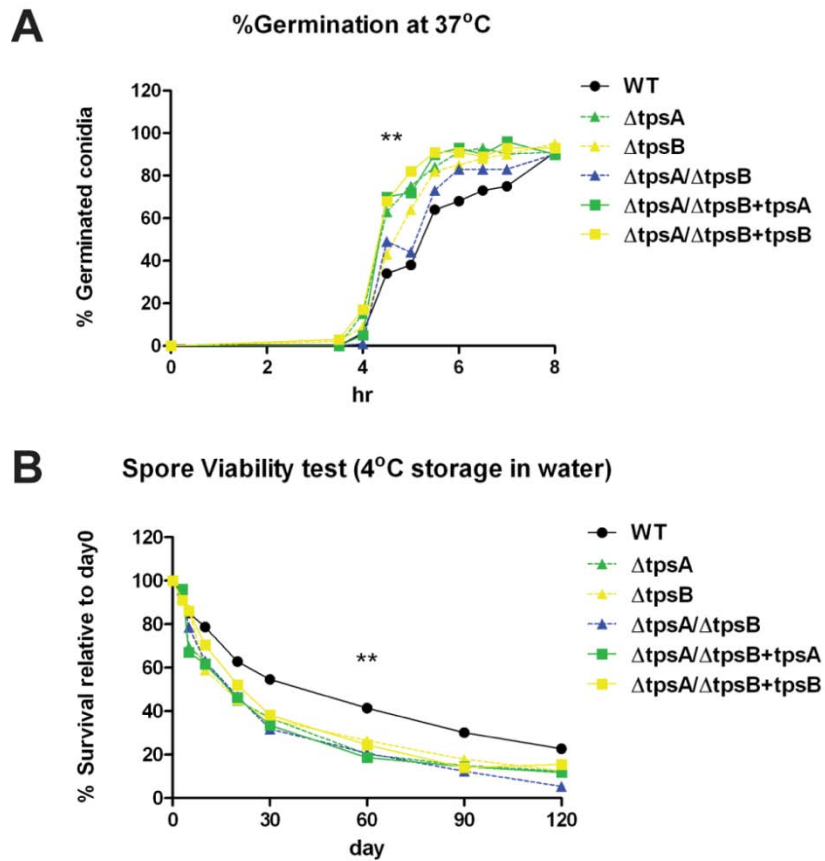 A
%Germination at 37°C
120
100
80
60
40
20
0
% Germinated conidia
**
0 2 4 6 8
hr
WT
ΔtpsA
ΔtpsB
ΔtpsA/ΔtpsB
ΔtpsA/ΔtpsB+tpsA
ΔtpsA/ΔtpsB+tpsB
B
Spore Viability test (4°C storage in water)
120
100
80
60
40
20
0
% Survival relative to day0
**
0 30 60 90 120
day
WT
ΔtpsA
ΔtpsB
ΔtpsA/ΔtpsB
ΔtpsA/ΔtpsB+tpsA
ΔtpsA/ΔtpsB+tpsB